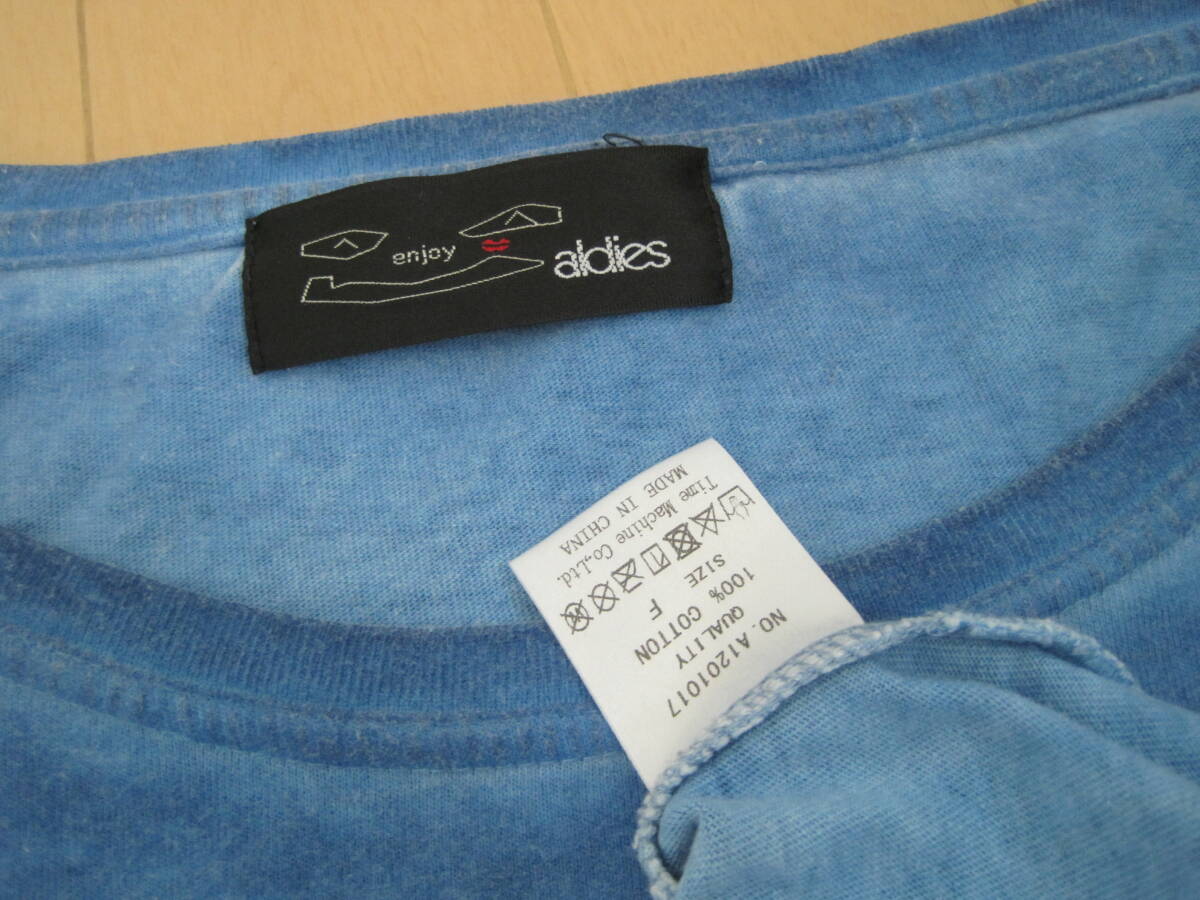 enjoy
aldies
NO. A1201017
QUALITY
100% COTTON
SIZE F
Time Machine Co.,Ltd.
MADE IN CHINA